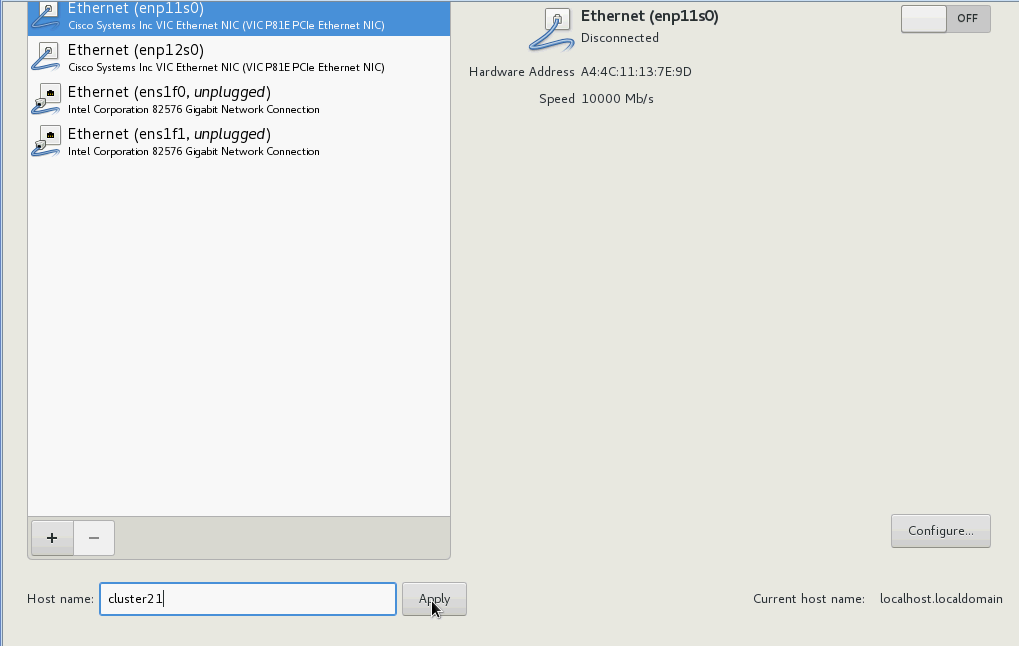 Ethernet (enp11s0)
Cisco Systems Inc VIC Ethernet NIC (VIC P81E PCIe Ethernet NIC)
Ethernet (enp12s0)
Cisco Systems Inc VIC Ethernet NIC (VIC P81E PCIe Ethernet NIC)
Ethernet (ens1f0, unplugged)
Intel Corporation 82576 Gigabit Network Connection
Ethernet (ens1f1, unplugged)
Intel Corporation 82576 Gigabit Network Connection
+ −
Ethernet (enp11s0)
OFF
Disconnected
Hardware Address A4:4C:11:13:7E:9D
Speed 10000 Mb/s
Configure...
Host name: cluster21 Apply
Current host name: localhost.localdomain